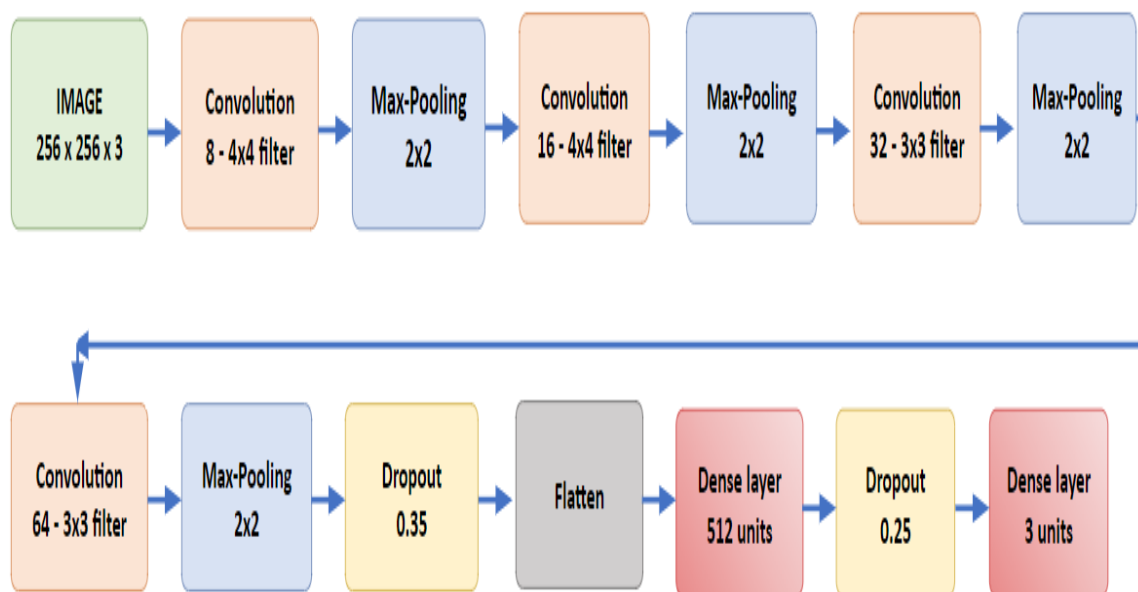 IMAGE
256 x 256 x 3
Convolution
8 - 4x4 filter
Max-Pooling
2x2
Convolution
16 - 4x4 filter
Max-Pooling
2x2
Convolution
32 - 3x3 filter
Max-Pooling
2x2
Convolution
64 - 3x3 filter
Max-Pooling
2x2
Dropout
0.35
Flatten
Dense layer
512 units
Dropout
0.25
Dense layer
3 units